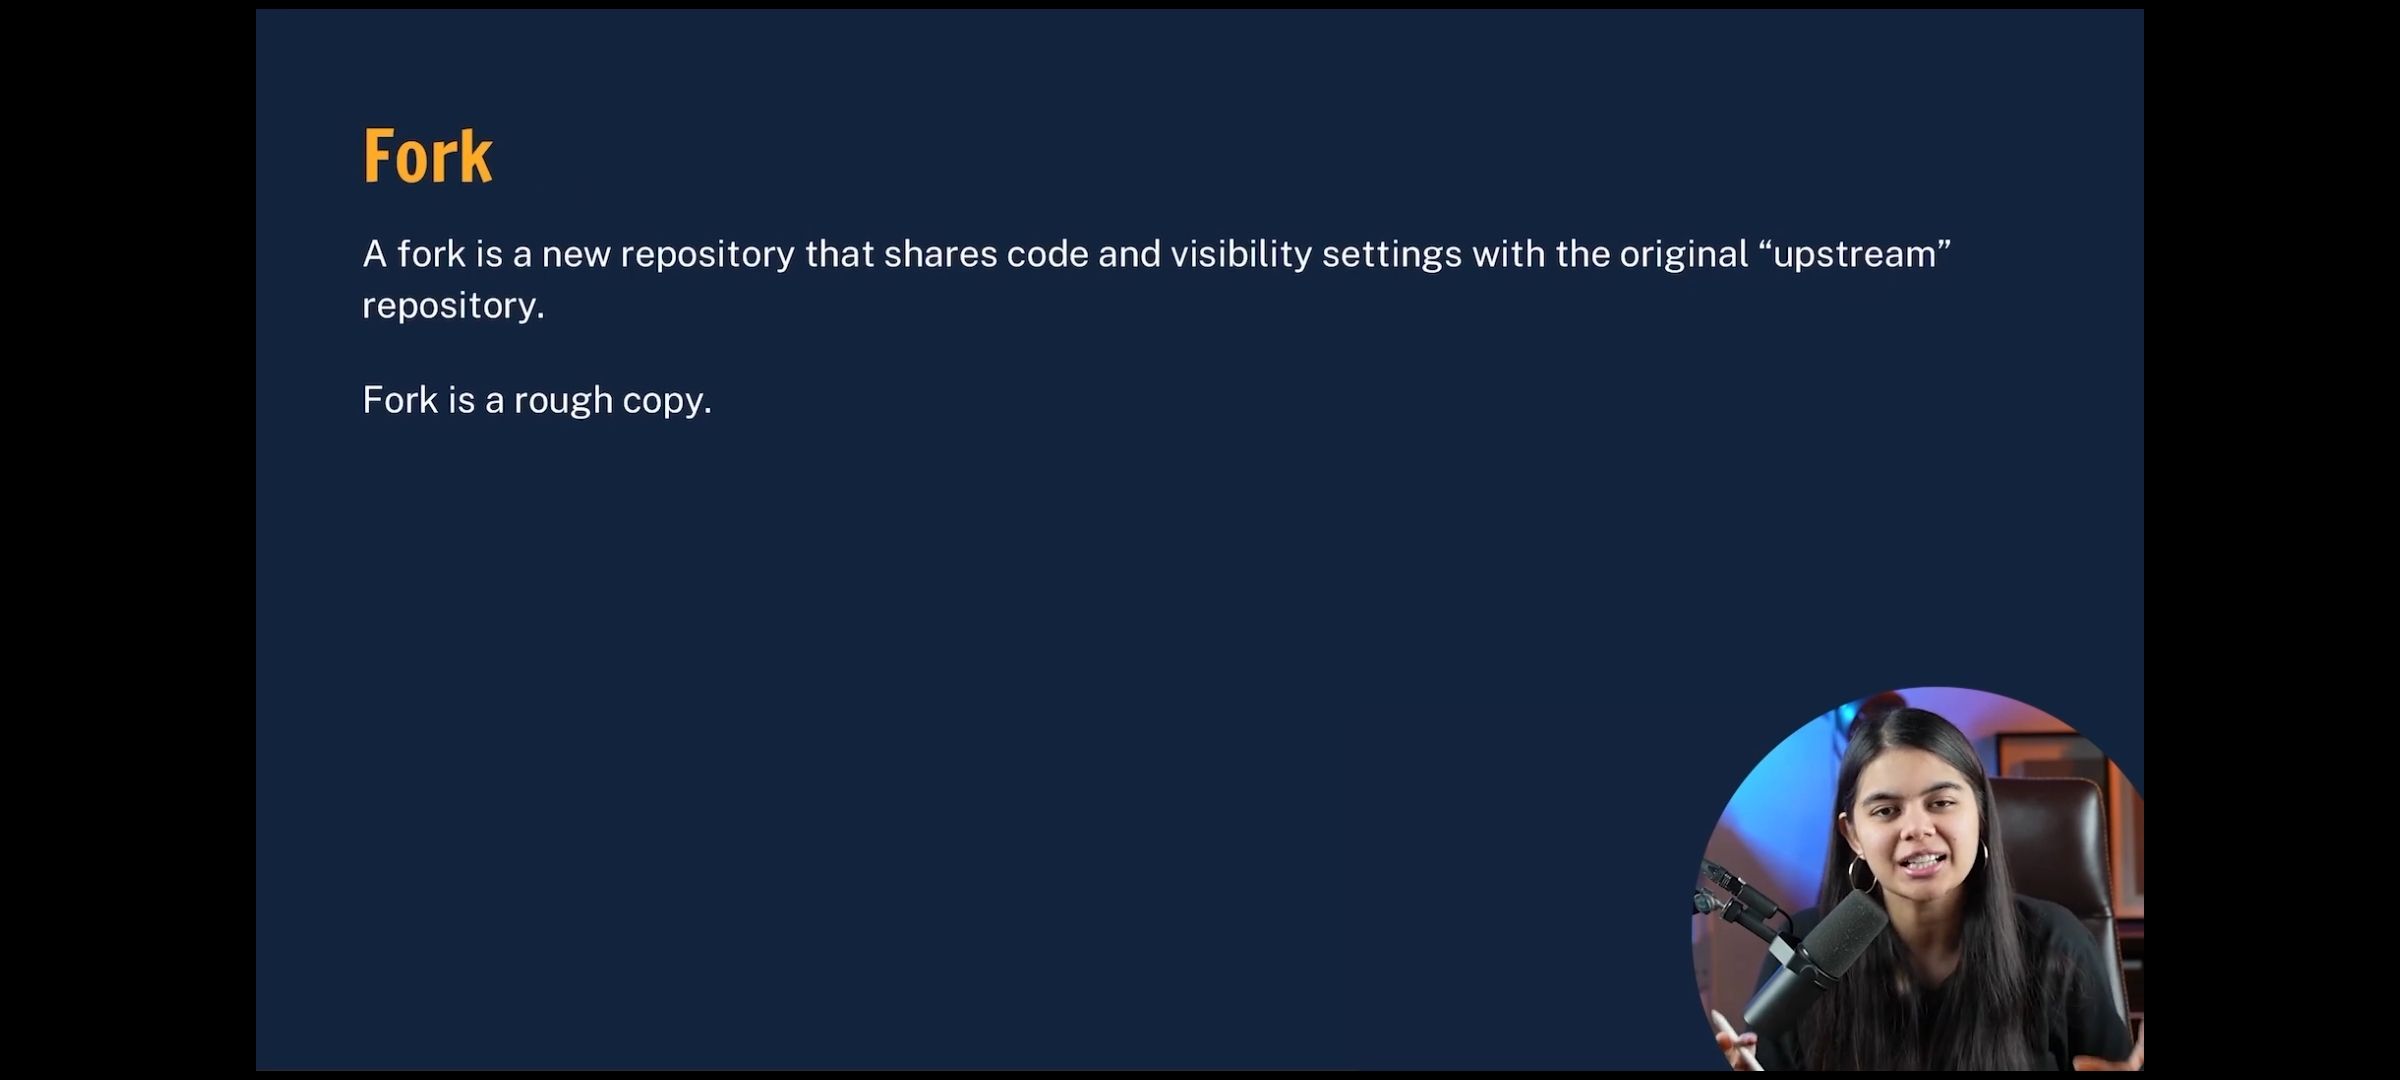 Fork
A fork is a new repository that shares code and visibility settings with the original “upstream”
repository.
Fork is a rough copy.